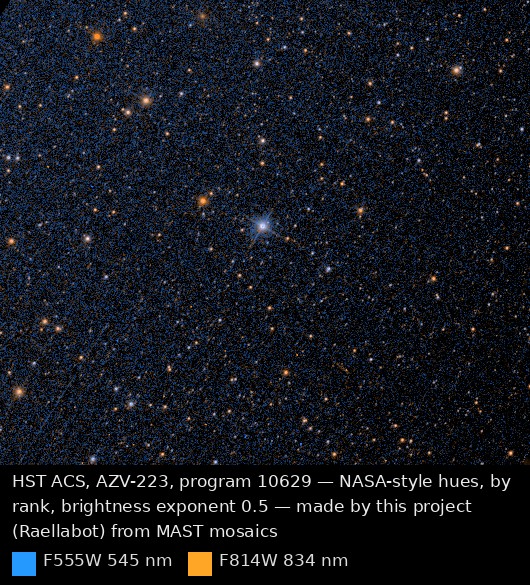 HST ACS, AZV-223, program 10629 — NASA-style hues, by
rank, brightness exponent 0.5 — made by this project
(Raellabot) from MAST mosaics
F555W 545 nm F814W 834 nm